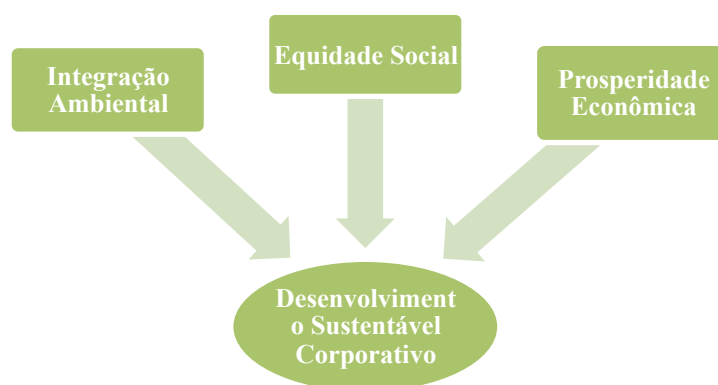 Integração
Ambiental
Equidade Social
Prosperidade
Econômica
Desenvolviment
o Sustentável
Corporativo